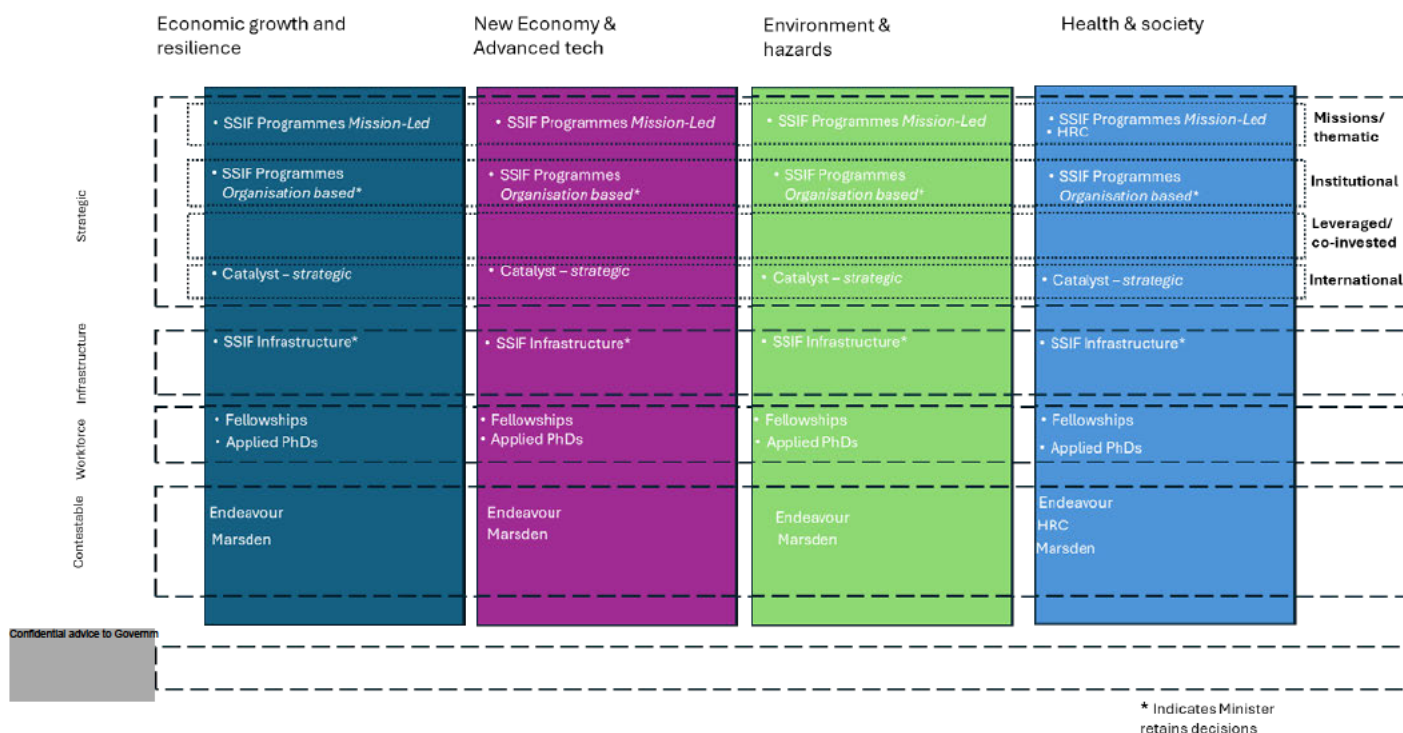 Economic growth and
resilience
New Economy &
Advanced tech
Environment &
hazards
Health & society
Strategic
• SSIF Programmes Mission-Led
• SSIF Programmes Mission-Led
• SSIF Programmes Mission-Led
• SSIF Programmes Mission-Led
• HRC
Missions/
thematic
• SSIF Programmes
Organisation based*
• SSIF Programmes
Organisation based*
• SSIF Programmes
Organisation based*
• SSIF Programmes
Organisation based*
Institutional
Leveraged/
co-invested
• Catalyst – strategic
• Catalyst – strategic
• Catalyst – strategic
• Catalyst – strategic
International
Infrastructure
• SSIF Infrastructure*
• SSIF Infrastructure*
• SSIF Infrastructure*
• SSIF Infrastructure*
Workforce
• Fellowships
• Applied PhDs
• Fellowships
• Applied PhDs
• Fellowships
• Applied PhDs
• Fellowships
• Applied PhDs
Contestable
Endeavour
Marsden
Endeavour
Marsden
Endeavour
Marsden
Endeavour
HRC
Marsden
Confidential advice to Governm
* Indicates Minister
retains decisions